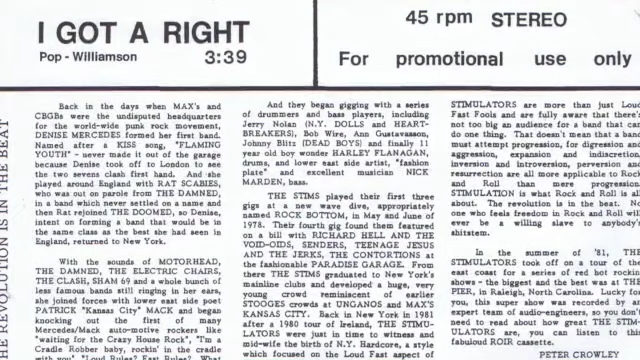 I GOT A RIGHT
Pop - Williamson 3:39
45 rpm STEREO
For promotional use only
THE REVOLUTION IS IN THE BEAT
Back in the days when MAX's and
CBGBs were the undisputed headquarters
for the world-wide punk rock movement,
DENISE MERCEDES formed her first band.
Named after a KISS song, "FLAMING
YOUTH" - never made it out of the garage
because Denise took off to London to see
the two sevens clash first hand. And she
played around England with RAT SCABIES,
who was out on parole from THE DAMNED,
in a band which never settled on a name and
then Rat rejoined THE DOOMED, so Denise,
intent on forming a band that would be in
the same class as the best she had seen in
England, returned to New York.
With the sounds of MOTORHEAD,
THE DAMNED, THE ELECTRIC CHAIRS,
THE CLASH, SHAM 69 and a whole bunch of
less famous bands still ringing in her ears,
she joined forces with lower east side poet
PATRICK "Kansas City" MACK and began
knocking out the first of many
Mercedes/Mack auto-motive rockers like
"waiting for the Crazy House Rock", "I'm a
Cradle Robber baby, rockin' in the cradle
with you" "Loud Rules? Fast Rules? What
And they began gigging with a series
of drummers and bass players, including
Jerry Nolan (N.Y. DOLLS and HEART-
BREAKERS), Bob Wire, Ann Gustavasson,
Johnny Blitz (DEAD BOYS) and finally 11
year old boy wonder HARLEY FLANAGAN,
drums, and lower east side artist, "fashion
plate" and excellent musician NICK
MARDEN, bass.
THE STIMS played their first three
gigs at a new wave dive, appropriately
named ROCK BOTTOM, in May and June of
1978. Their fourth gig found them featured
on a bill with RICHARD HELL AND THE
VOID-OIDS, SENDERS, TEENAGE JESUS
AND THE JERKS, THE CONTORTIONS at
the fashionable PARADISE GARAGE. From
there THE STIMS graduated to New York's
mainline clubs and developed a huge, very
young crowd reminiscent of earlier
STOOGES crowds at UNGANOS and MAX's
KANSAS CITY. Back in New York in 1981
after a 1980 tour of Ireland, THE STIMU-
LATORS were just in time to witness and
mid-wife the birth of N.Y. Hardcore, a style
which focused on the Loud Fast aspect of
STIMULATORS are more than just Loud
Fast Fools and are fully aware that there's
not too big an audience for a band that can
do one thing. That doesn't mean that a band
must attempt progression, for digression and
aggression, expansion and indiscretion,
inversion and introversion, perversion and
resurrection are all more applicable to Rock
and Roll than mere progression.
STIMULATION is what Rock and Roll is all
about. The revolution is in the beat. No
one who feels freedom in Rock and Roll will
ever be a willing slave to anybody's
shitstem.
In the summer of '81, THE
STIMULATORS took off on a tour of the
east coast for a series of red hot rockin'
shows - the biggest and the best was at THE
PIER, in Raleigh, North Carolina. Lucky for
you, this super show was recorded by an
expert team of audio-engineers, so you don't
need to read about how great THE STIM-
ULATORS are, you can listen to this
fabuloud ROIR cassette.
PETER CROWLEY